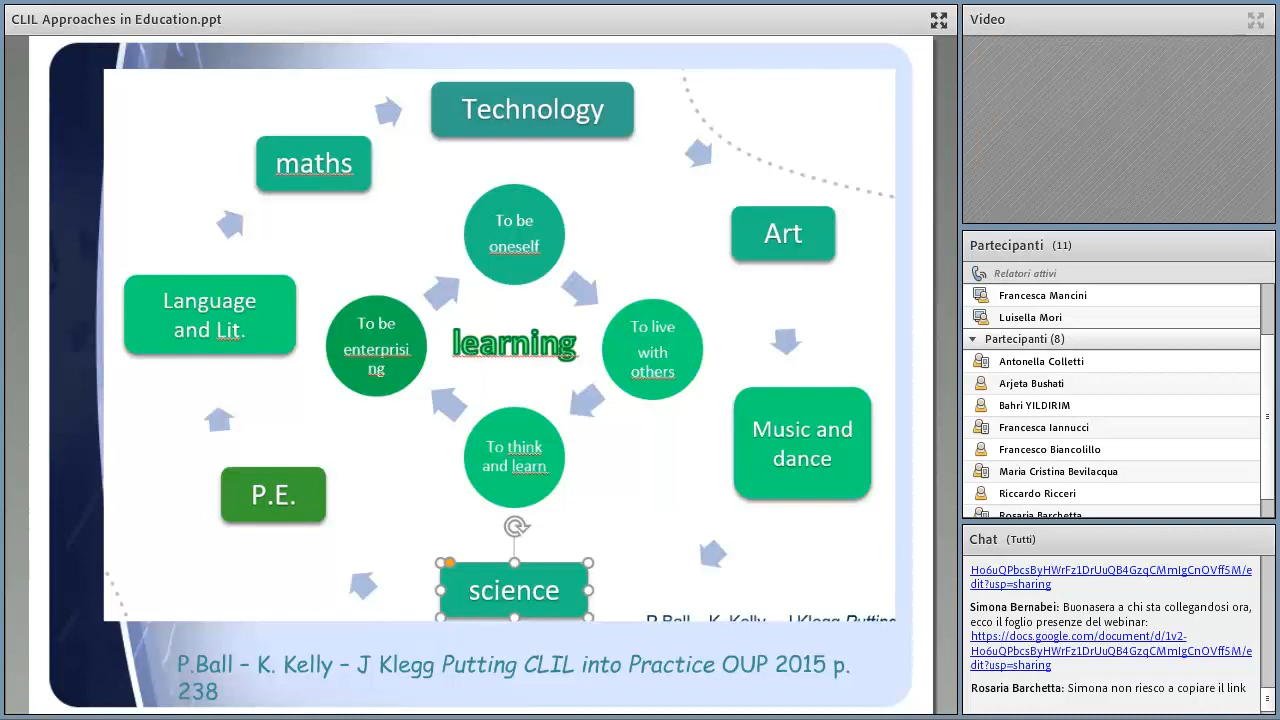 CLIL Approaches in Education.ppt
Technology
maths
Art
To be
oneself
Language
and Lit.
To be
enterprisi
ng
learning
To live
with
others
Music and
dance
To think
and learn
P.E.
science
P.Ball – K. Kelly – J Klegg Putting
P.Ball – K. Kelly – J Klegg Putting CLIL into Practice OUP 2015 p.
238
Video
Partecipanti (11)
Relatori attivi
Francesca Mancini
Luisella Mori
Partecipanti (8)
Antonella Colletti
Arjeta Bushati
Bahri YILDIRIM
Francesca Iannucci
Francesco Biancolillo
Maria Cristina Bevilacqua
Riccardo Ricceri
Rosaria Barchetta
Chat (Tutti)
Ho6uQPbcsByHWrFz1DrUuQB4GzqCMmIgCnOVff5M/e
dit?usp=sharing
Simona Bernabei: Buonasera a chi sta collegandosi ora,
ecco il foglio presenze del webinar:
https://docs.google.com/document/d/1v2-
Ho6uQPbcsByHWrFz1DrUuQB4GzqCMmIgCnOVff5M/e
dit?usp=sharing
Rosaria Barchetta: Simona non riesco a copiare il link